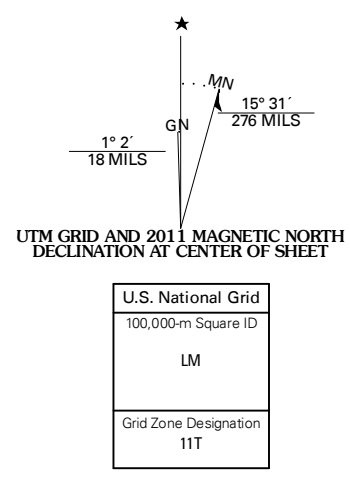 ★
MN
GN
15° 31´
276 MILS
1° 2´
18 MILS
UTM GRID AND 2011 MAGNETIC NORTH
DECLINATION AT CENTER OF SHEET
U.S. National Grid
100,000-m Square ID
LM
Grid Zone Designation
11T